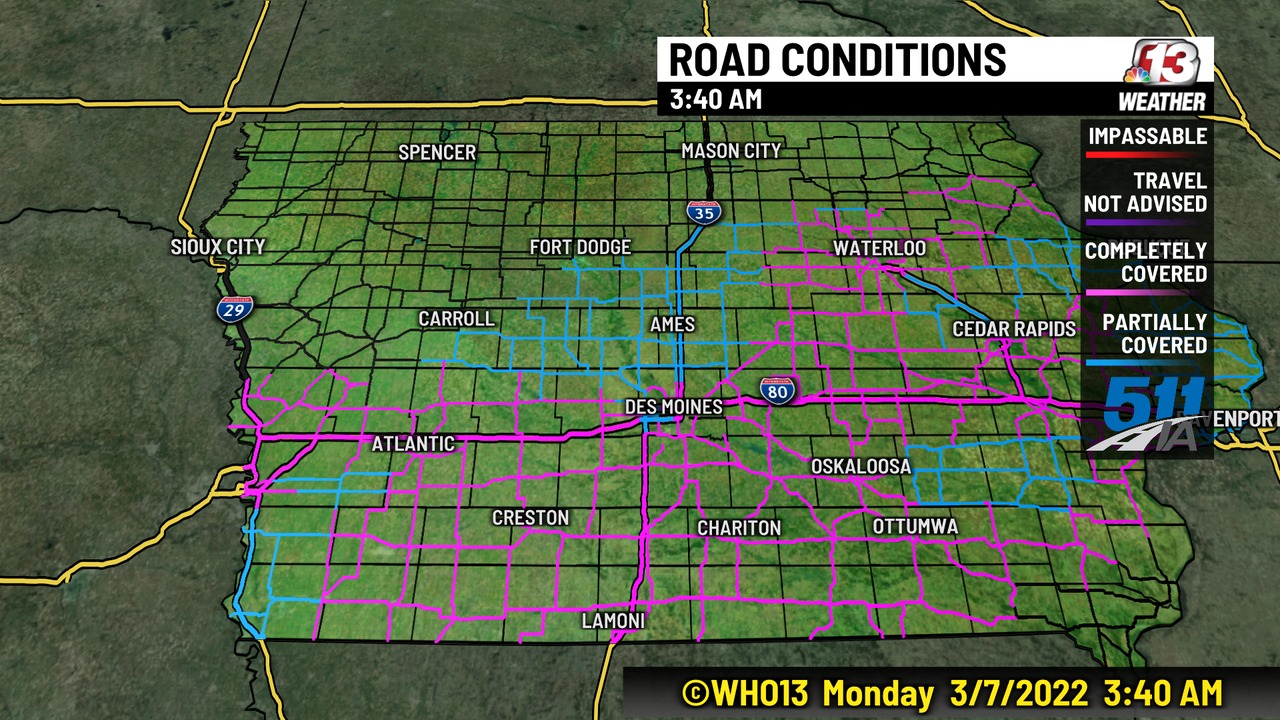 ROAD CONDITIONS
3:40 AM
13
WEATHER
IMPASSABLE
TRAVEL
NOT ADVISED
COMPLETELY
COVERED
PARTIALLY
COVERED
511
IA
SPENCER
MASON CITY
35
SIOUX CITY
FORT DODGE
WATERLOO
29
CARROLL
AMES
CEDAR RAPIDS
80
DES MOINES
AVENPORT
ATLANTIC
OSKALOOSA
CRESTON
CHARITON
OTTUMWA
LAMONI
©WHO13 Monday 3/7/2022 3:40 AM